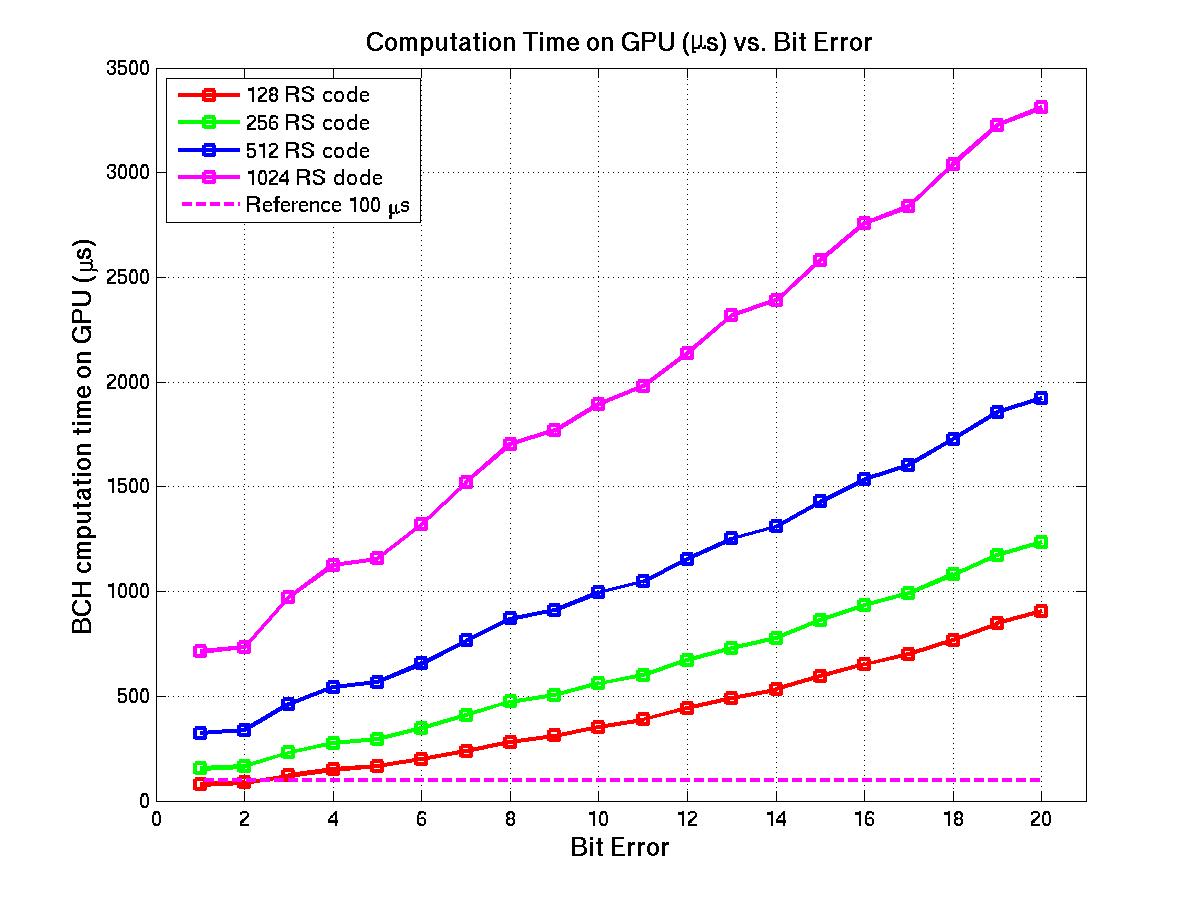 Computation Time on GPU (μs) vs. Bit Error
3500
3000
2500
2000
1500
1000
500
0
BCH cmputation time on GPU (μs)
128 RS code
256 RS code
512 RS code
1024 RS dode
Reference 100 μs
0 2 4 6 8 10 12 14 16 18 20
Bit Error